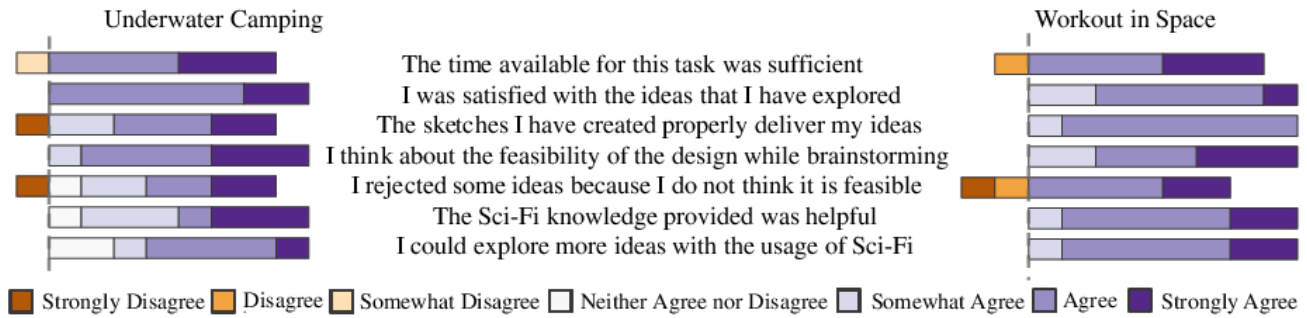 Underwater Camping
Workout in Space
The time available for this task was sufficient
I was satisfied with the ideas that I have explored
The sketches I have created properly deliver my ideas
I think about the feasibility of the design while brainstorming
I rejected some ideas because I do not think it is feasible
The Sci-Fi knowledge provided was helpful
I could explore more ideas with the usage of Sci-Fi
Strongly Disagree Disagree Somewhat Disagree Neither Agree nor Disagree Somewhat Agree Agree Strongly Agree